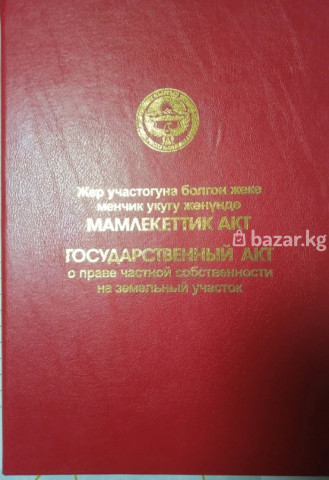 Жер участогуна болгон жеке
менчик укугу жөнүндө
МАМЛЕКЕТТИК АКТ
ГОСУДАРСТВЕННЫЙ АКТ
о праве частной собственности
на земельный участок
bazar.kg